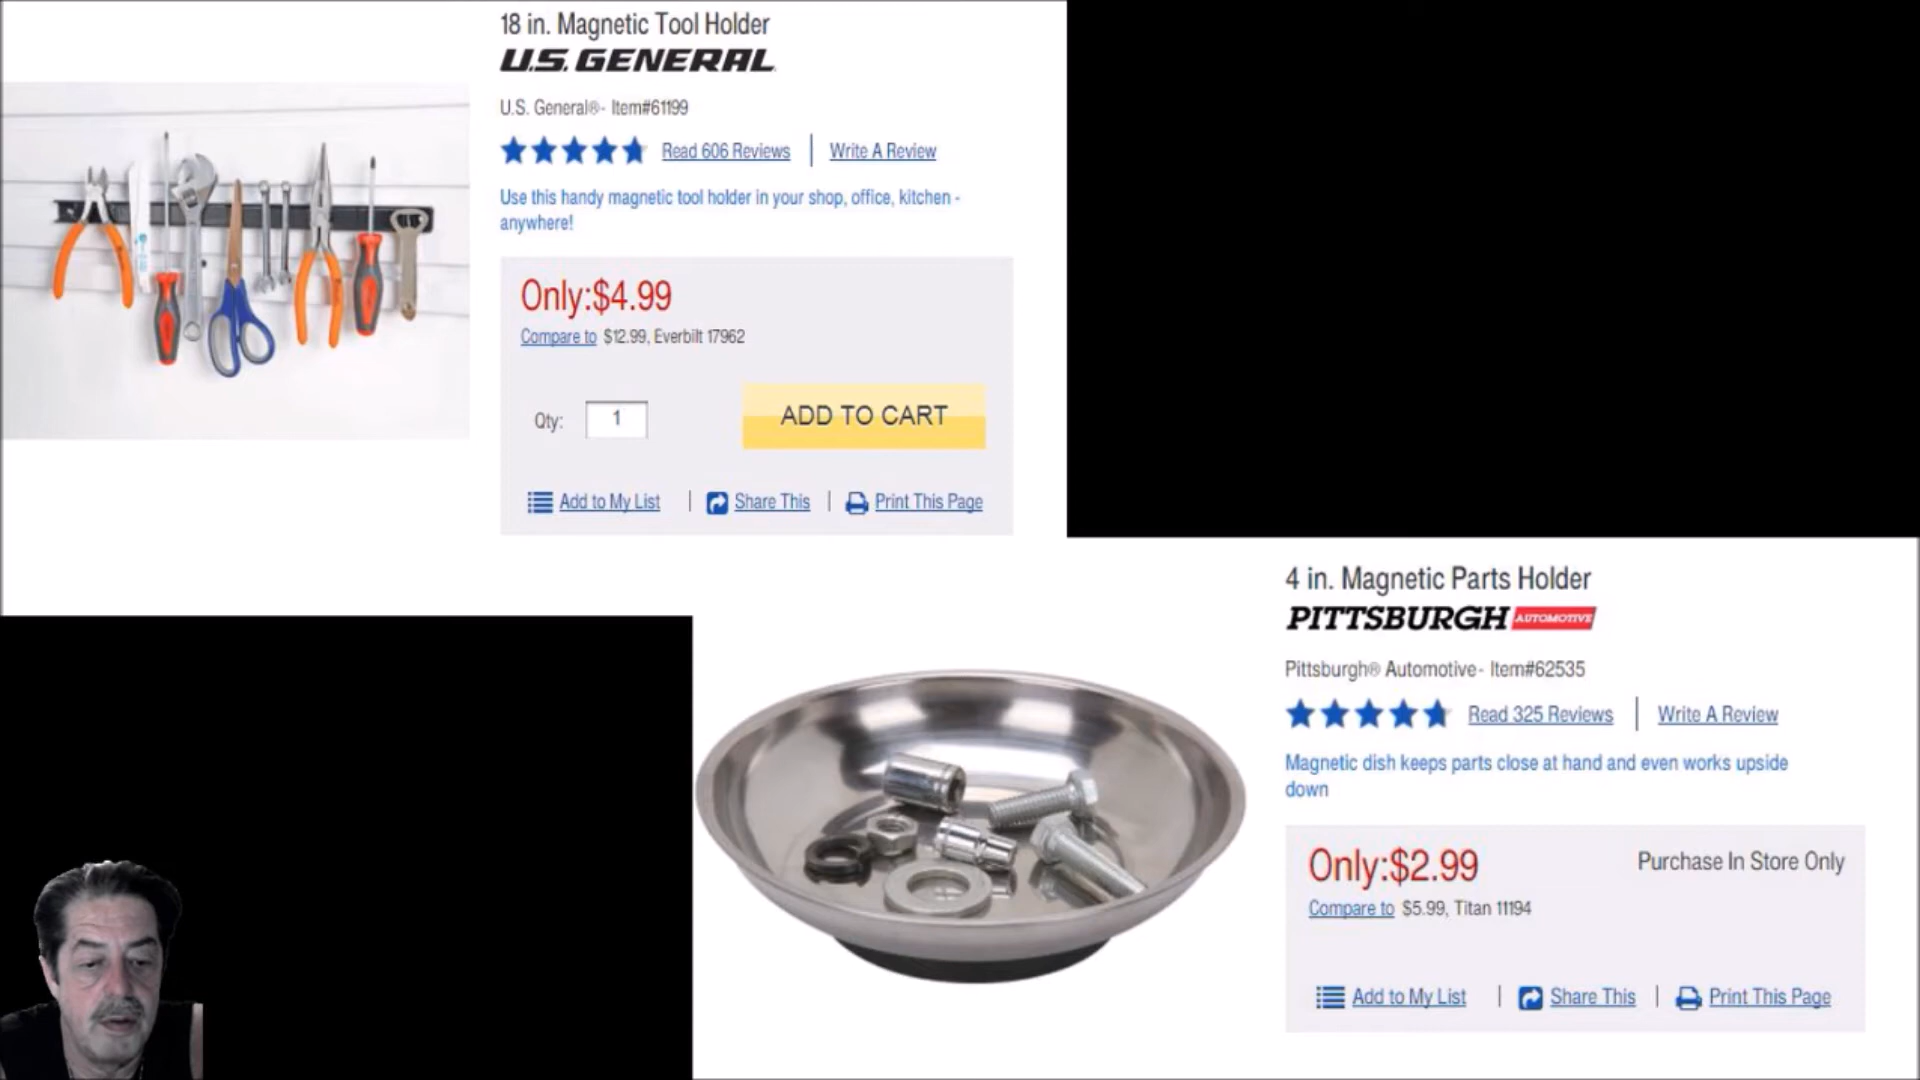 18 in. Magnetic Tool Holder
U.S. GENERAL
U.S. General®- Item#61199
Read 606 Reviews | Write A Review
Use this handy magnetic tool holder in your shop, office, kitchen -
anywhere!
Only:$4.99
Compare to $12.99, Everbilt 17962
Qty: 1 ADD TO CART
Add to My List | Share This | Print This Page
4 in. Magnetic Parts Holder
PITTSBURGH AUTOMOTIVE
Pittsburgh® Automotive- Item#62535
Read 325 Reviews | Write A Review
Magnetic dish keeps parts close at hand and even works upside
down
Only:$2.99 Purchase In Store Only
Compare to $5.99, Titan 11194
Add to My List | Share This | Print This Page